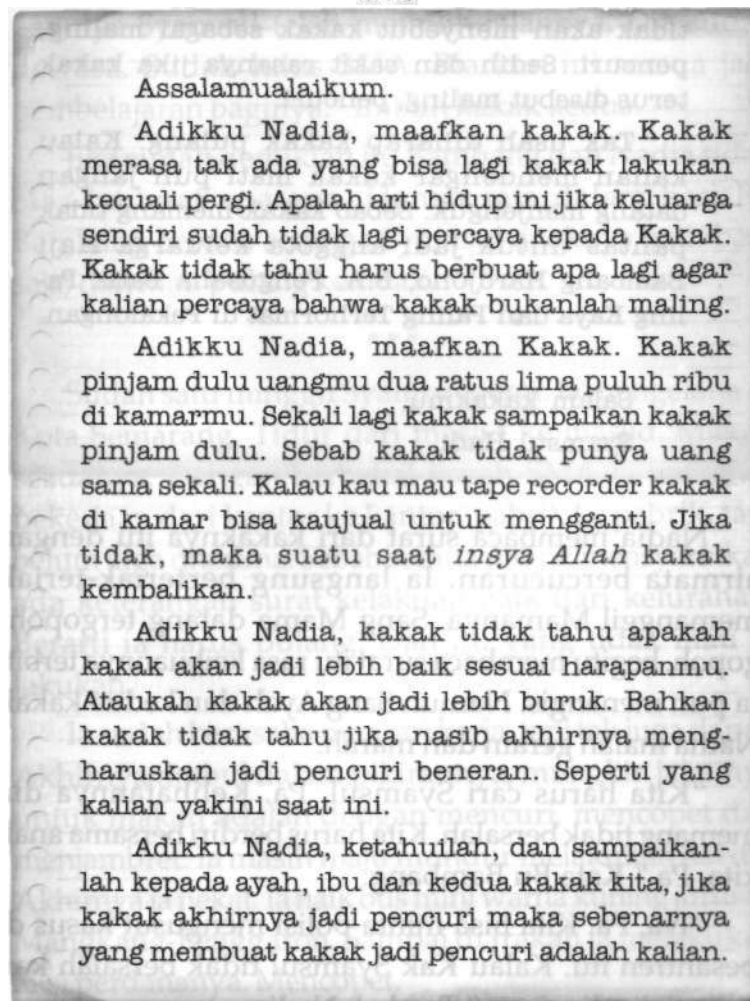 Assalamualaikum.
Adikku Nadia, maafkan kakak. Kakak
merasa tak ada yang bisa lagi kakak lakukan
kecuali pergi. Apalah arti hidup ini jika keluarga
sendiri sudah tidak lagi percaya kepada Kakak.
Kakak tidak tahu harus berbuat apa lagi agar
kalian percaya bahwa kakak bukanlah maling.
Adikku Nadia, maafkan Kakak. Kakak
pinjam dulu uangmu dua ratus lima puluh ribu
di kamarmu. Sekali lagi kakak sampaikan kakak
pinjam dulu. Sebab kakak tidak punya uang
sama sekali. Kalau kau mau tape recorder kakak
di kamar bisa kaujual untuk mengganti. Jika
tidak, maka suatu saat insya Allah kakak
kembalikan.
Adikku Nadia, kakak tidak tahu apakah
kakak akan jadi lebih baik sesuai harapanmu.
Ataukah kakak akan jadi lebih buruk. Bahkan
kakak tidak tahu jika nasib akhirnya meng-
haruskan jadi pencuri beneran. Seperti yang
kalian yakini saat ini.
Adikku Nadia, ketahuilah, dan sampaikan-
lah kepada ayah, ibu dan kedua kakak kita, jika
kakak akhirnya jadi pencuri maka sebenarnya
yang membuat kakak jadi pencuri adalah kalian.